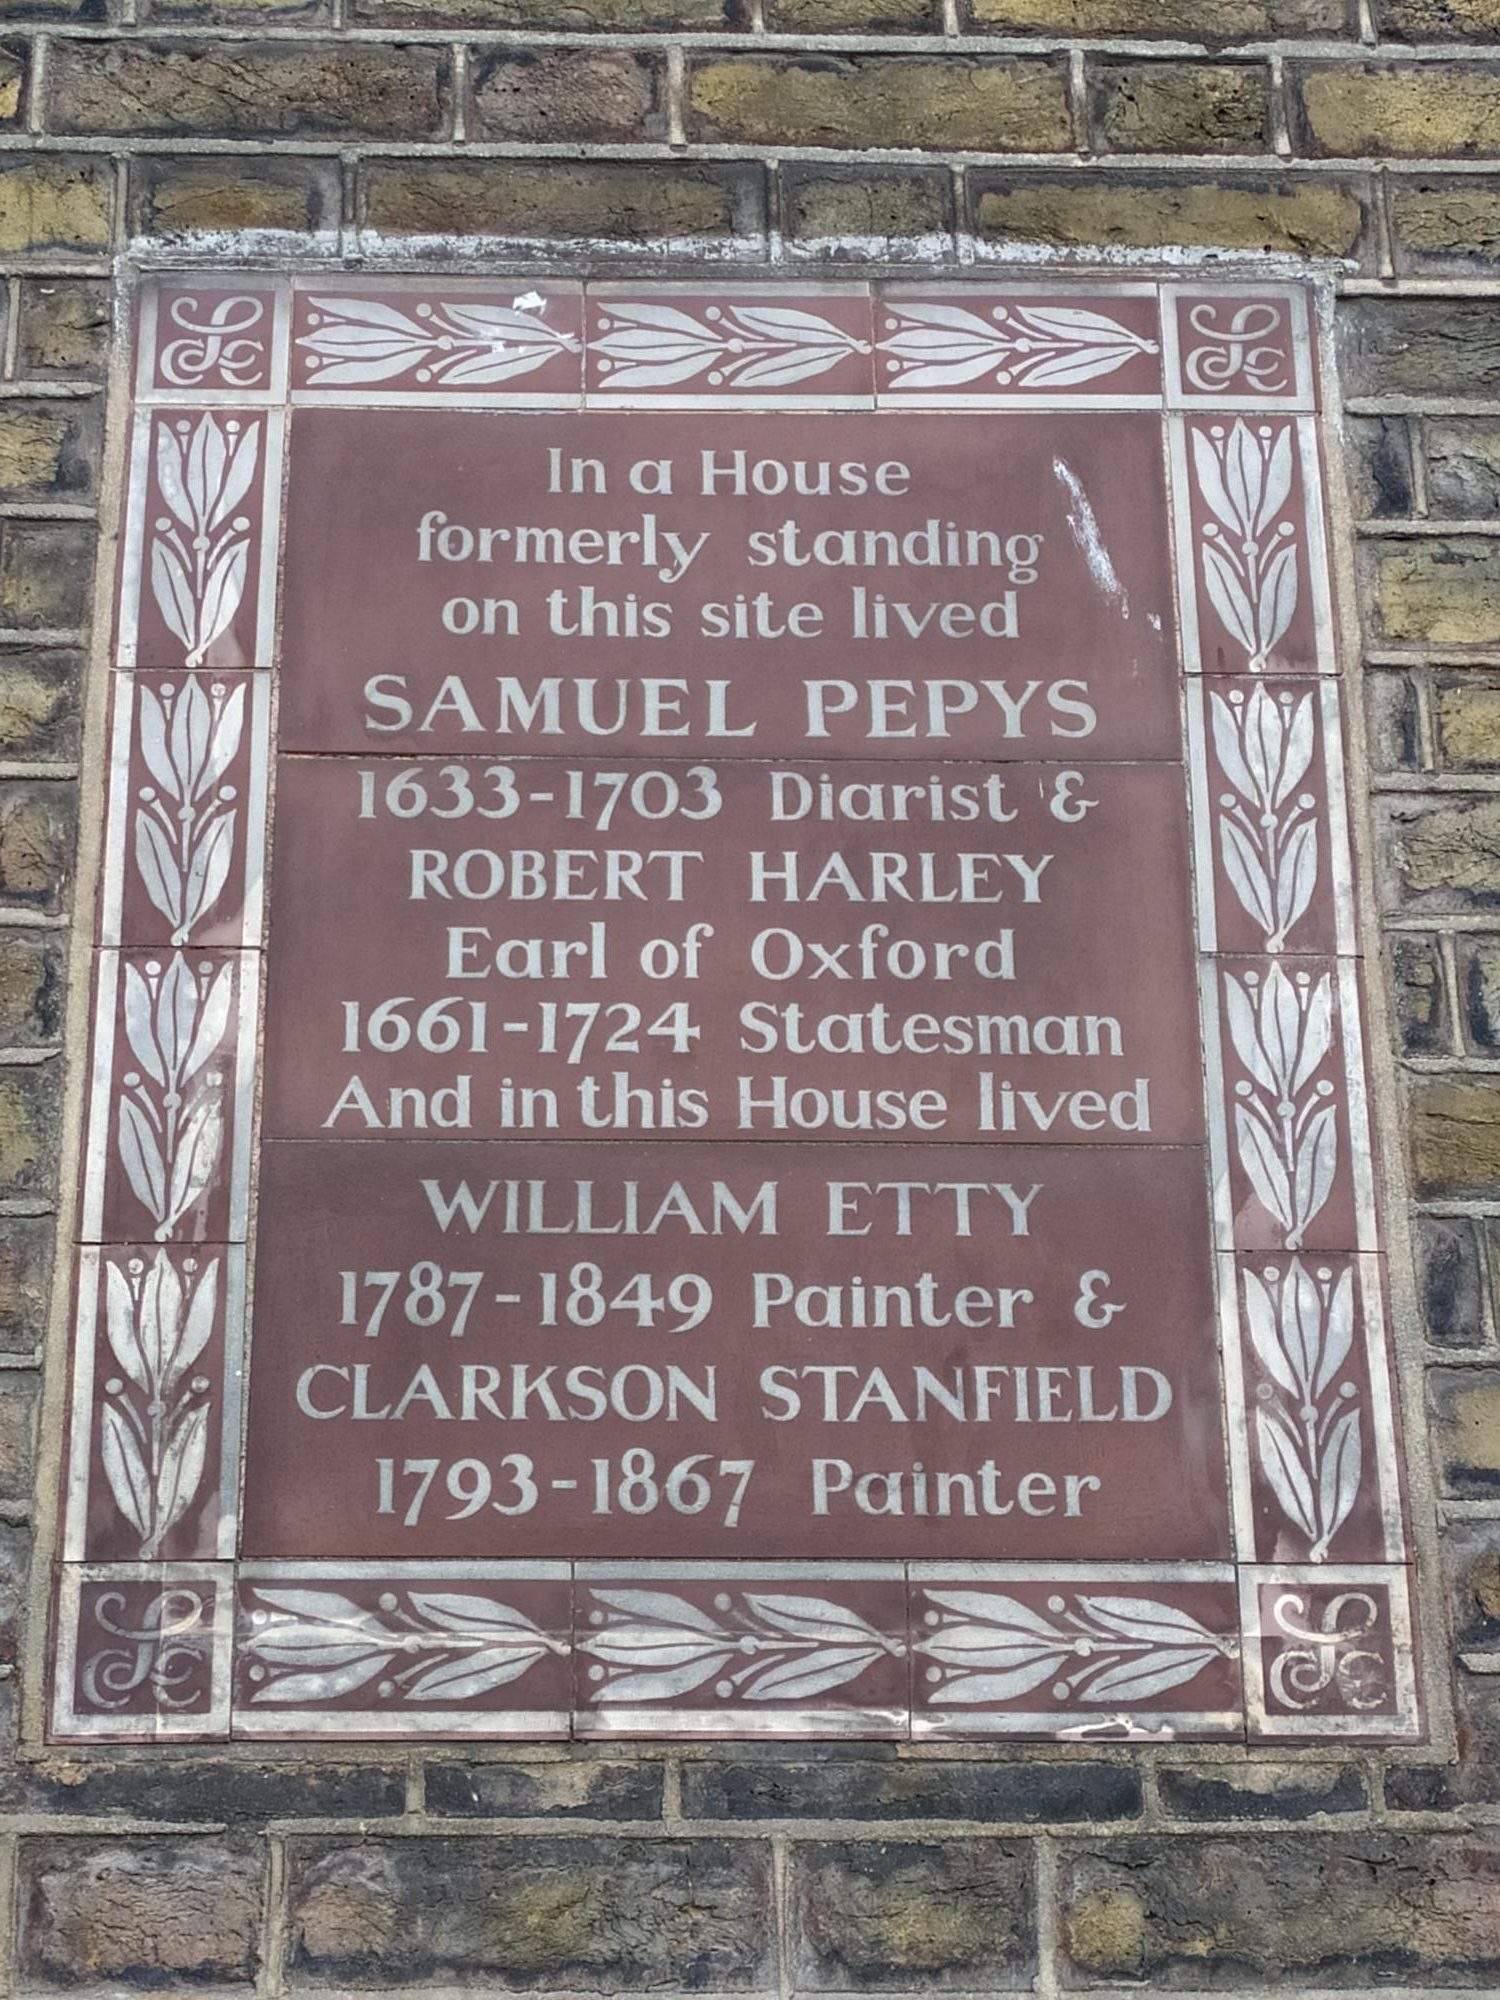 In a House
formerly standing
on this site lived
SAMUEL PEPYS
1633-1703 Diarist &
ROBERT HARLEY
Earl of Oxford
1661-1724 Statesman
And in this House lived
WILLIAM ETTY
1787-1849 Painter &
CLARKSON STANFIELD
1793-1867 Painter